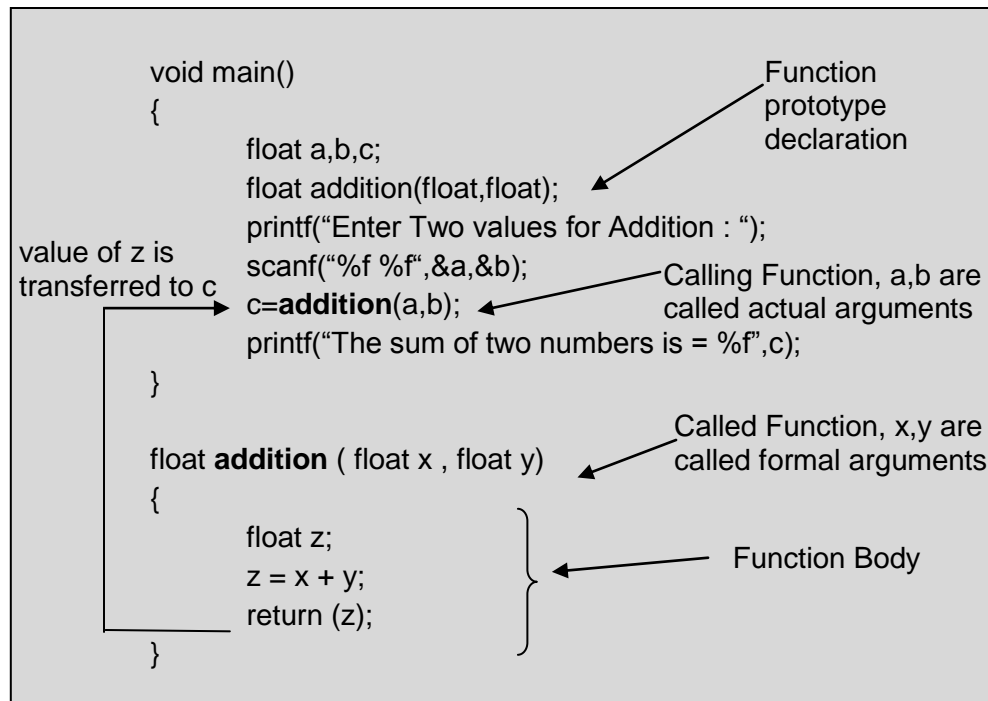 void main()
{
float a,b,c;
float addition(float,float);
printf(“Enter Two values for Addition : “);
scanf(“%f %f“,&a,&b);
c=addition(a,b);
printf(“The sum of two numbers is = %f”,c);
}
Function
prototype
declaration
value of z is
transferred to c
Calling Function, a,b are
called actual arguments
float addition ( float x , float y)
{
float z;
z = x + y;
return (z);
}
Called Function, x,y are
called formal arguments
Function Body